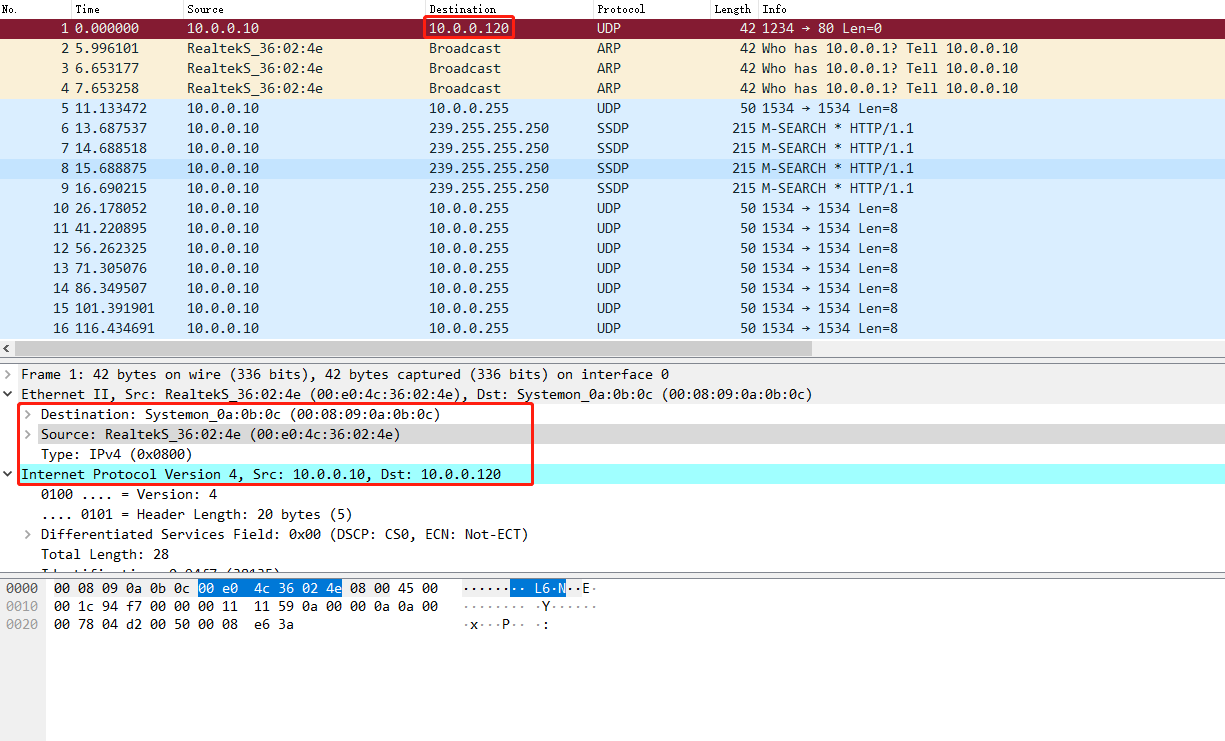 No. Time Source Destination Protocol Length Info
1 0.000000 10.0.0.10 10.0.0.120 UDP 42 1234 → 80 Len=0
2 5.996101 RealtekS_36:02:4e Broadcast ARP 42 Who has 10.0.0.1? Tell 10.0.0.10
3 6.653177 RealtekS_36:02:4e Broadcast ARP 42 Who has 10.0.0.1? Tell 10.0.0.10
4 7.653258 RealtekS_36:02:4e Broadcast ARP 42 Who has 10.0.0.1? Tell 10.0.0.10
5 11.133472 10.0.0.10 10.0.0.255 UDP 50 1534 → 1534 Len=8
6 13.687537 10.0.0.10 239.255.255.250 SSDP 215 M-SEARCH * HTTP/1.1
7 14.688518 10.0.0.10 239.255.255.250 SSDP 215 M-SEARCH * HTTP/1.1
8 15.688875 10.0.0.10 239.255.255.250 SSDP 215 M-SEARCH * HTTP/1.1
9 16.690215 10.0.0.10 239.255.255.250 SSDP 215 M-SEARCH * HTTP/1.1
10 26.178052 10.0.0.10 10.0.0.255 UDP 50 1534 → 1534 Len=8
11 41.220895 10.0.0.10 10.0.0.255 UDP 50 1534 → 1534 Len=8
12 56.262325 10.0.0.10 10.0.0.255 UDP 50 1534 → 1534 Len=8
13 71.305076 10.0.0.10 10.0.0.255 UDP 50 1534 → 1534 Len=8
14 86.349507 10.0.0.10 10.0.0.255 UDP 50 1534 → 1534 Len=8
15 101.391901 10.0.0.10 10.0.0.255 UDP 50 1534 → 1534 Len=8
16 116.434691 10.0.0.10 10.0.0.255 UDP 50 1534 → 1534 Len=8
Frame 1: 42 bytes on wire (336 bits), 42 bytes captured (336 bits) on interface 0
Ethernet II, Src: RealtekS_36:02:4e (00:e0:4c:36:02:4e), Dst: Systemon_0a:0b:0c (00:08:09:0a:0b:0c)
Destination: Systemon_0a:0b:0c (00:08:09:0a:0b:0c)
Source: RealtekS_36:02:4e (00:e0:4c:36:02:4e)
Type: IPv4 (0x0800)
Internet Protocol Version 4, Src: 10.0.0.10, Dst: 10.0.0.120
0100 .... = Version: 4
.... 0101 = Header Length: 20 bytes (5)
Differentiated Services Field: 0x00 (DSCP: CS0, ECN: Not-ECT)
Total Length: 28
0000 00 08 09 0a 0b 0c 00 e0 4c 36 02 4e 08 00 45 00 ········ L6·N··E·
0010 00 1c 94 f7 00 00 00 11 11 59 0a 00 00 0a 0a 00 ········ ·Y······
0020 00 78 04 d2 00 50 00 08 e6 3a ·x···P·· ·: